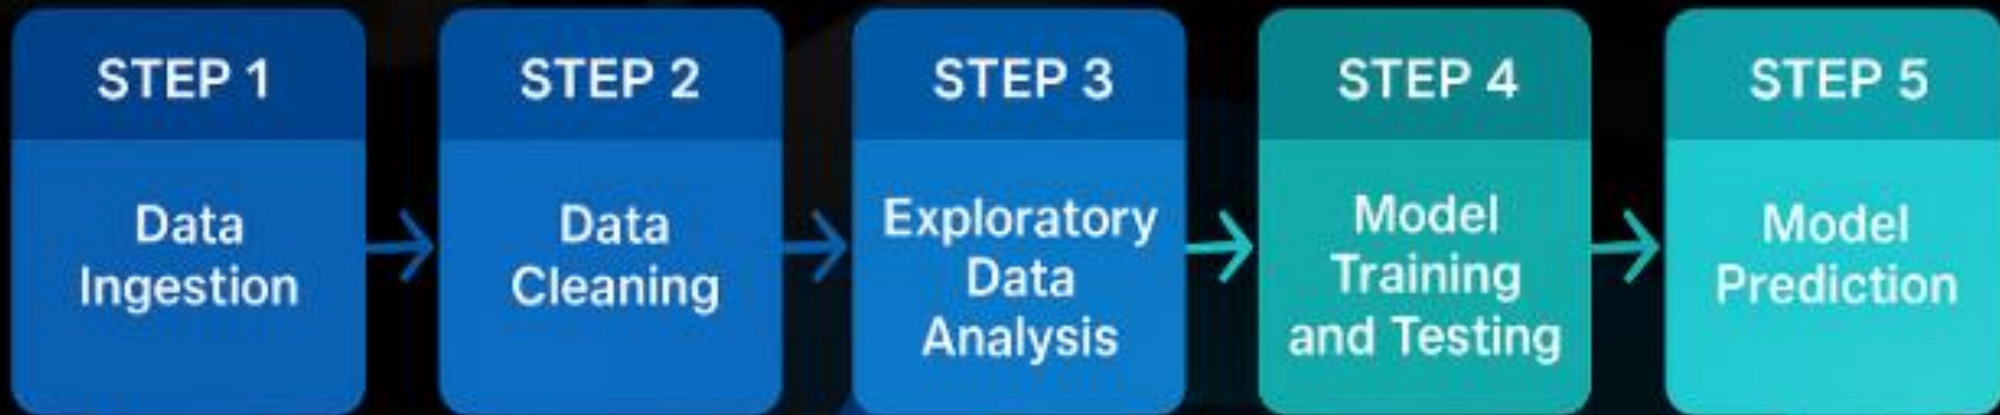 STEP 1
Data
Ingestion
STEP 2
Data
Cleaning
STEP 3
Exploratory
Data
Analysis
STEP 4
Model
Training
and Testing
STEP 5
Model
Prediction